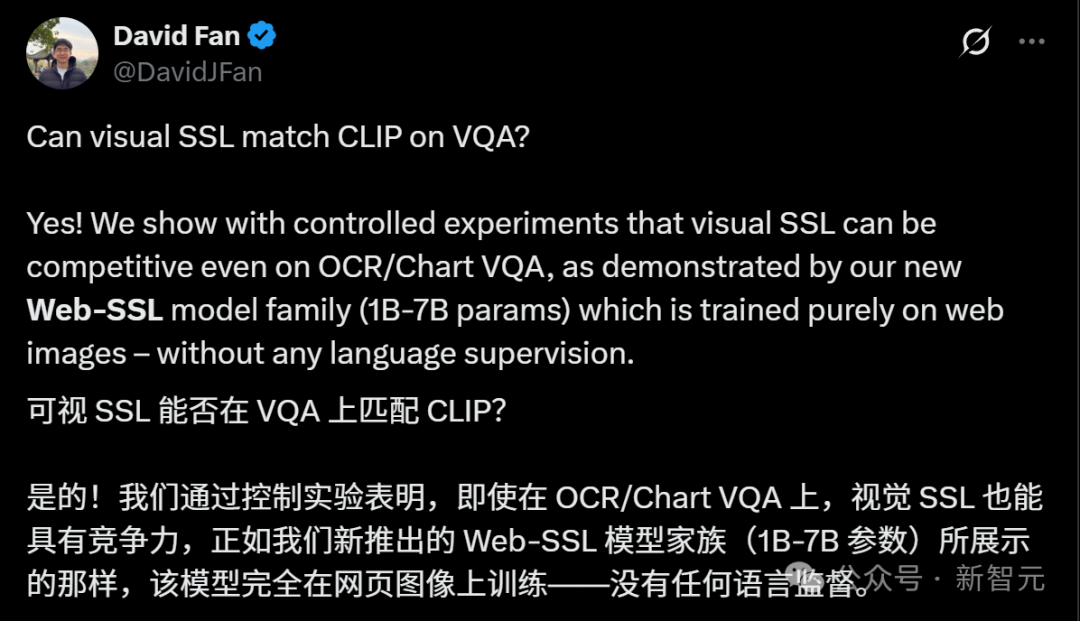 David Fan
@DavidJFan
Can visual SSL match CLIP on VQA?
Yes! We show with controlled experiments that visual SSL can be
competitive even on OCR/Chart VQA, as demonstrated by our new
Web-SSL model family (1B-7B params) which is trained purely on web
images – without any language supervision.
可视 SSL 能否在 VQA 上匹配 CLIP？
是的！我们通过控制实验表明，即使在 OCR/Chart VQA 上，视觉 SSL 也能
具有竞争力，正如我们新推出的 Web-SSL 模型家族（1B-7B 参数）所展示
的那样，该模型完全在网页图像上训练——没有任何语言监督。
公众号 · 新智元